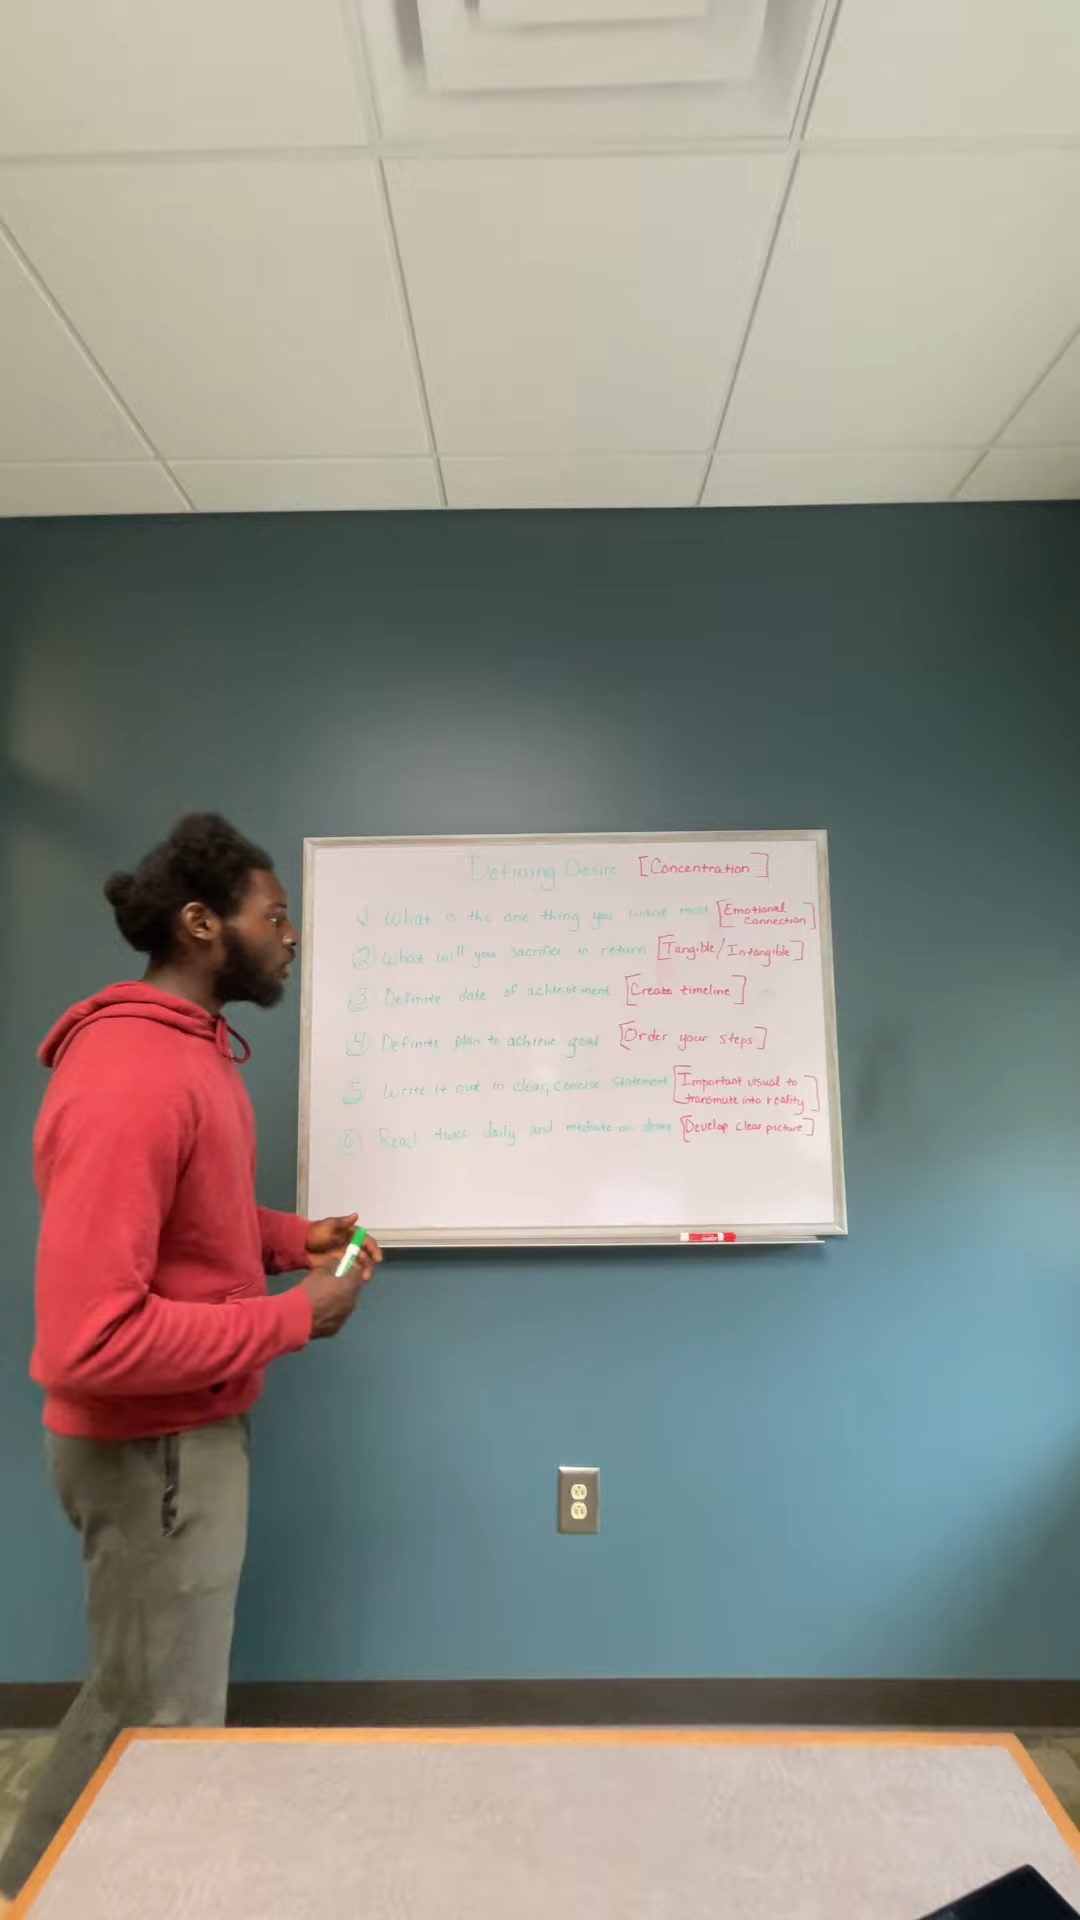 Defining Desire [Concentration]
1 What is the one thing you want most [Emotional Connection]
2 What will you sacrifice in return [Tangible/Intangible]
3 Definite date of achievement [Create timeline]
4 Definite plan to achieve goal [Order your steps]
5 Write it out in clear, concise statement [Important visual to transmute into reality]
6 Read twice daily and mediate on desire [Develop clear picture]